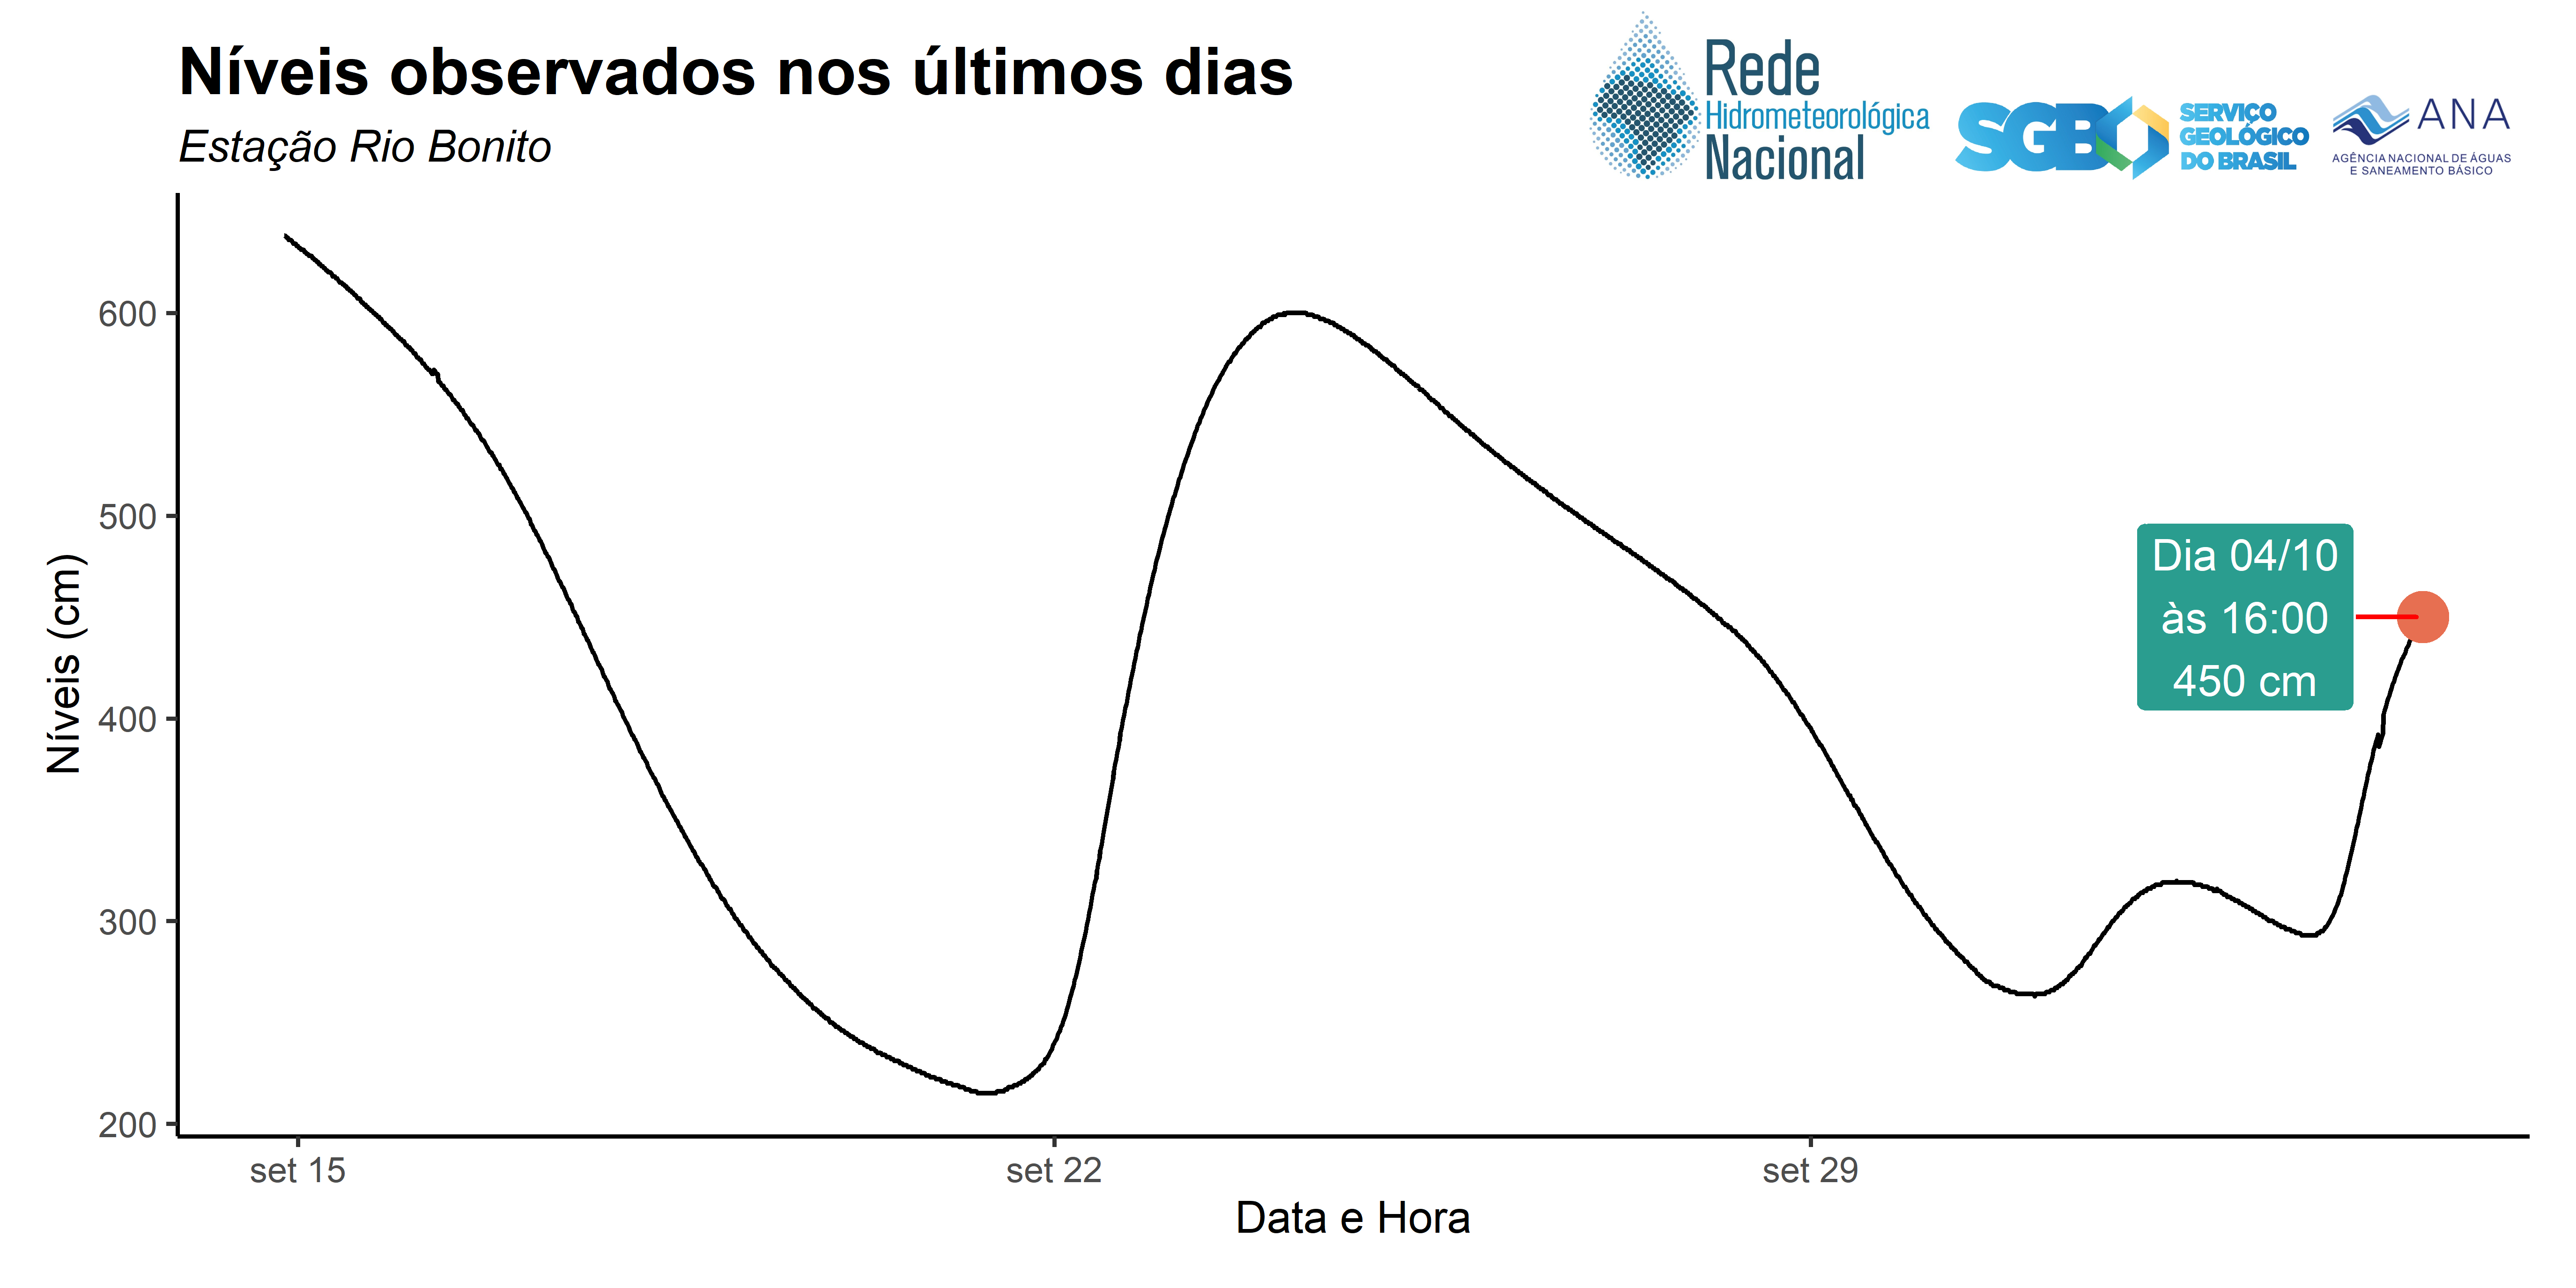 Níveis observados nos últimos dias
Estação Rio Bonito
Rede
Hidrometeorológica
Nacional
SGB
SERVIÇO
GEOLÓGICO
DO BRASIL
ANA
AGÊNCIA NACIONAL DE ÁGUAS
E SANEAMENTO BÁSICO
Níveis (cm)
600
500
400
300
200
Dia 04/10
às 16:00
450 cm
set 15
set 22
set 29
Data e Hora